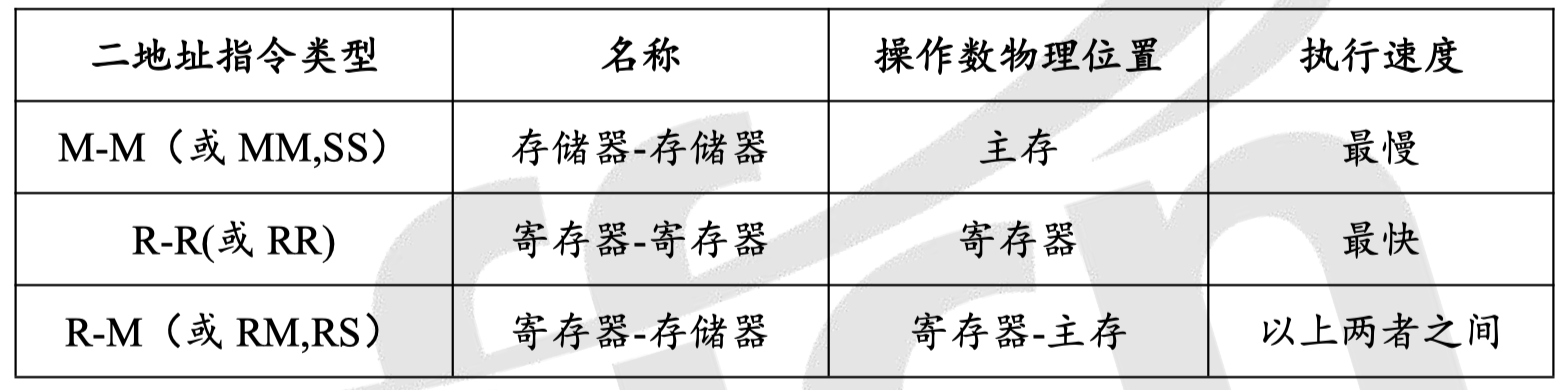 二地址指令类型 名称 操作数物理位置 执行速度
M-M（或 MM,SS） 存储器-存储器 主存 最慢
R-R(或 RR) 寄存器-寄存器 寄存器 最快
R-M（或 RM,RS） 寄存器-存储器 寄存器-主存 以上两者之间